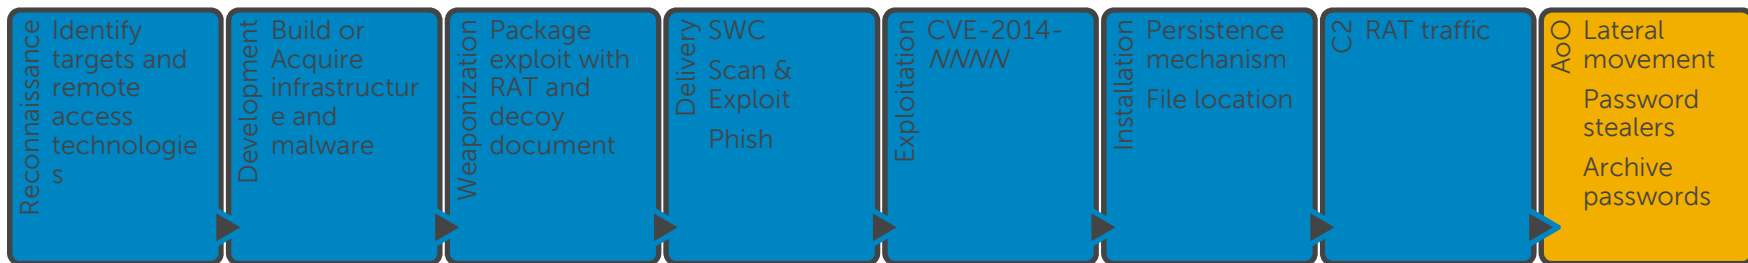 Reconnaissance
Identify
targets and
remote
access
technologie
s
Development
Build or
Acquire
infrastructur
e and
malware
Weaponization
Package
exploit with
RAT and
decoy
document
Delivery
SWC
Scan &
Exploit
Phish
Exploitation
CVE-2014-
NNNN
Installation
Persistence
mechanism
File location
C2
RAT traffic
AoO
Lateral
movement
Password
stealers
Archive
passwords